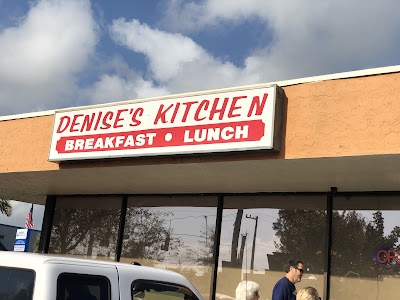 DENISE'S KITCHEN
BREAKFAST • LUNCH